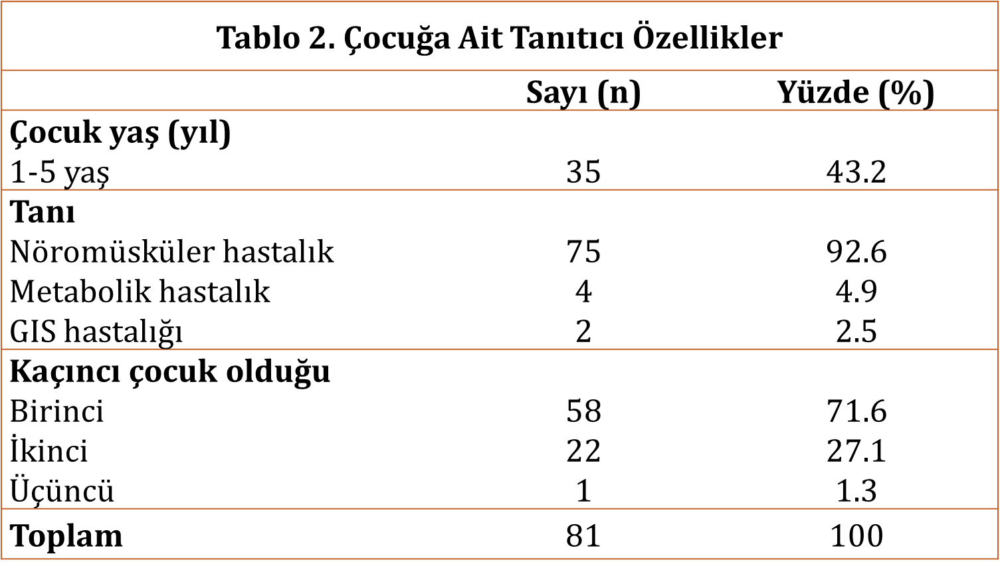 Tablo 2. Çocuğa Ait Tanıtıcı Özellikler
Sayı (n) Yüzde (%)
Çocuk yaş (yıl)
1-5 yaş 35 43.2
Tanı
Nöromüsküler hastalık 75 92.6
Metabolik hastalık 4 4.9
GIS hastalığı 2 2.5
Kaçıncı çocuk olduğu
Birinci 58 71.6
İkinci 22 27.1
Üçüncü 1 1.3
Toplam 81 100